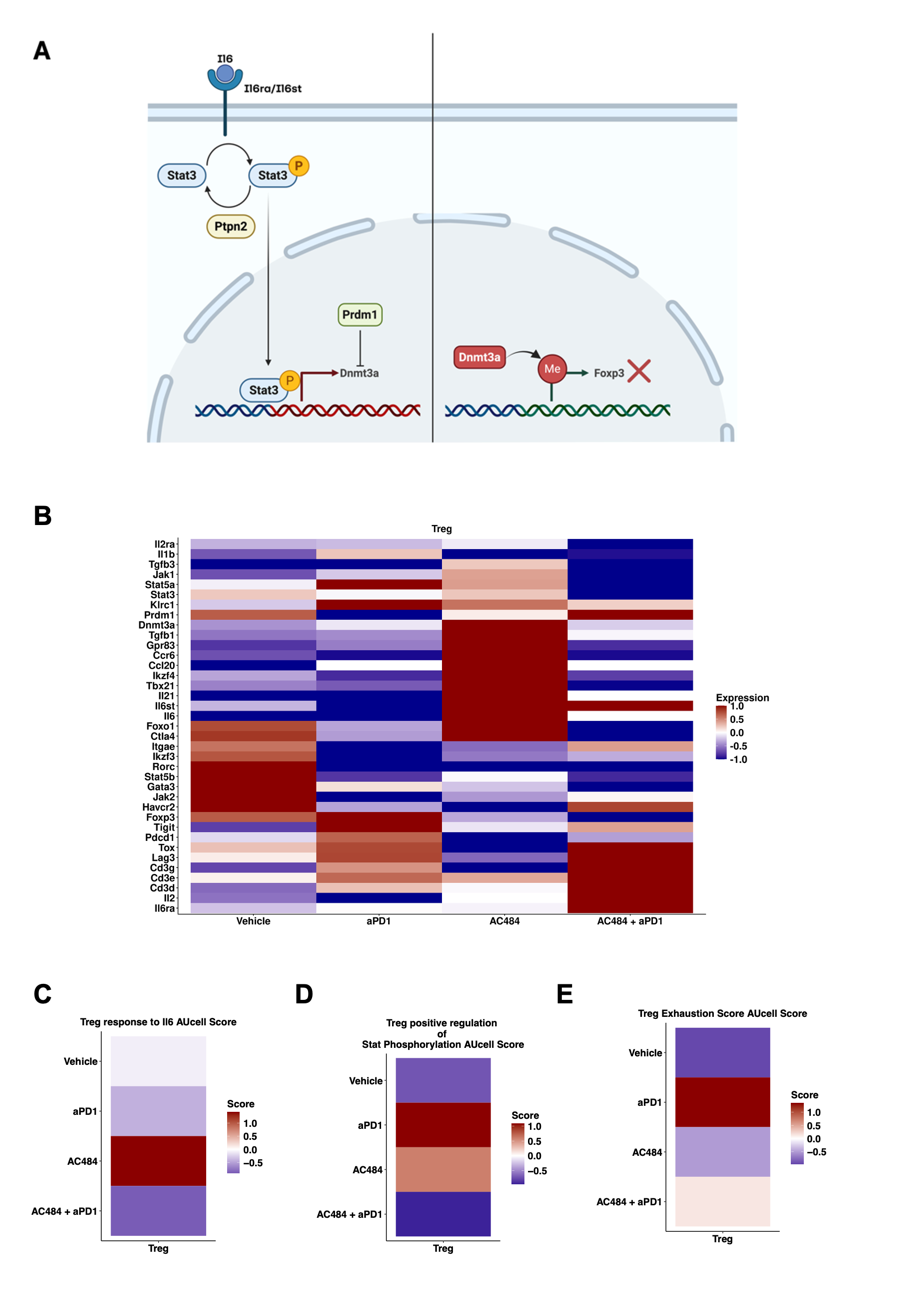 A
Il6
Il6ra/Il6st
Stat3
Stat3
P
Ptpn2
Prdm1
Stat3
P
Dnmt3a
Dnmt3a
Me
Foxp3
B
Treg
Il2ra
Il1b
Tgfb3
Jak1
Stat5a
Stat3
Klrc1
Prdm1
Dnmt3a
Tgfb1
Gpr83
Ccr6
Ccl20
Ikzf4
Tbx21
Il21
Il6st
Il6
Foxo1
Ctla4
Itgae
Ikzf3
Rorc
Stat5b
Gata3
Jak2
Havcr2
Foxp3
Tigit
Pdcd1
Tox
Lag3
Cd3g
Cd3e
Cd3d
Il2
Il6ra
Vehicle
aPD1
AC484
AC484 + aPD1
Expression
1.0
0.5
0.0
-0.5
-1.0
C
Treg response to Il6 AUcell Score
Vehicle
aPD1
AC484
AC484 + aPD1
Treg
Score
1.0
0.5
0.0
−0.5
D
Treg positive regulation
of
Stat Phosphorylation AUcell Score
Vehicle
aPD1
AC484
AC484 + aPD1
Treg
Score
1.0
0.5
0.0
−0.5
E
Treg Exhaustion Score AUcell Score
Vehicle
aPD1
AC484
AC484 + aPD1
Treg
Score
1.0
0.5
0.0
−0.5